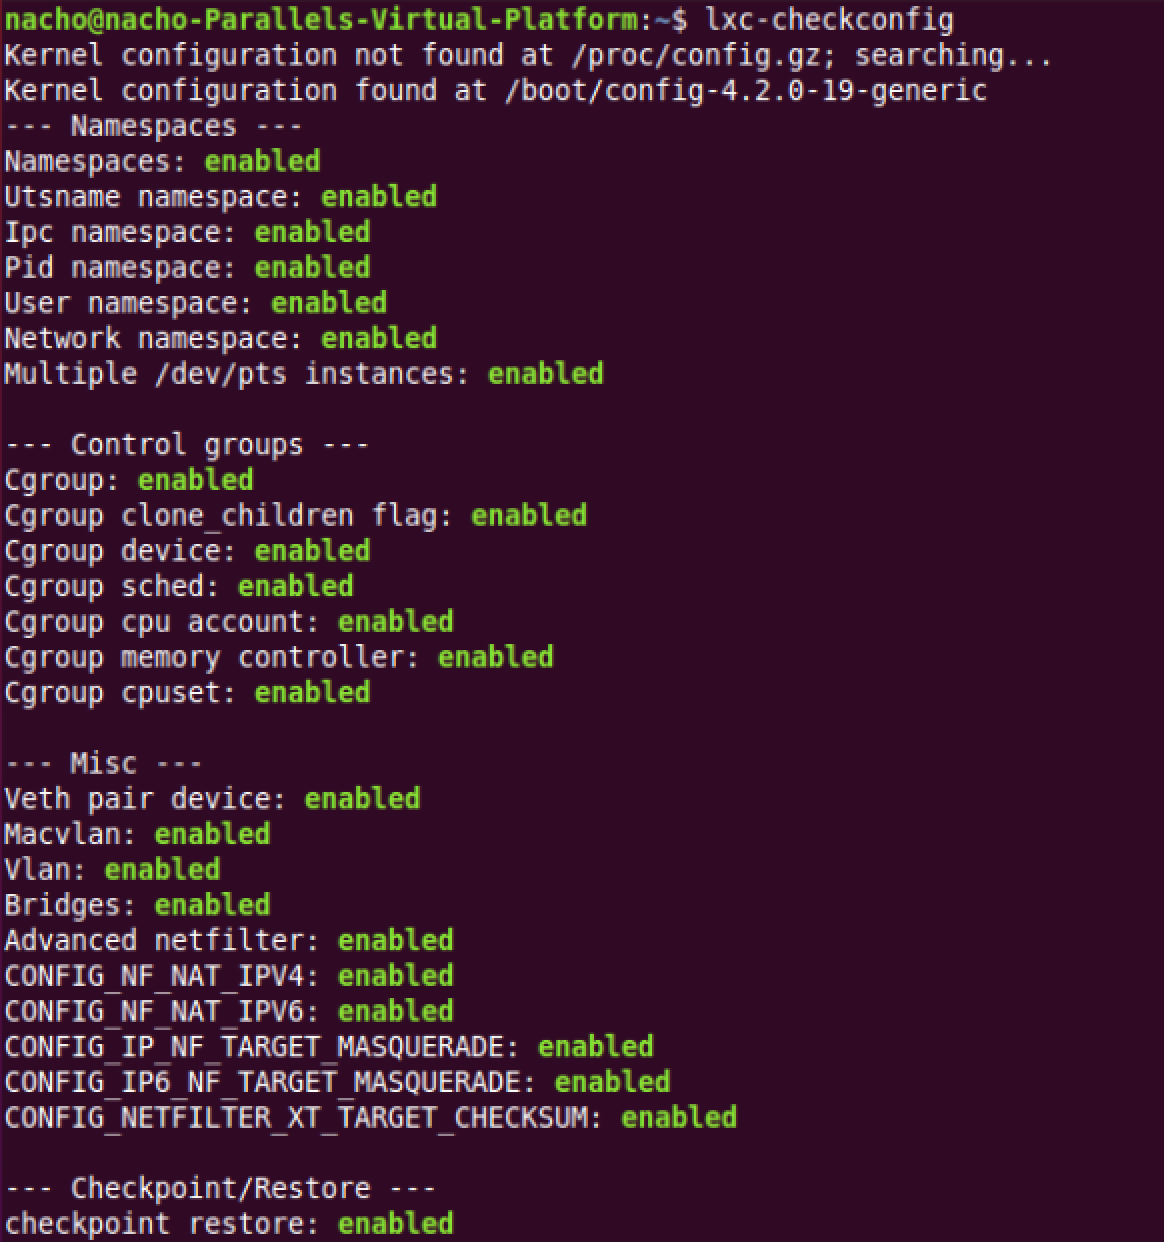 nacho@nacho-Parallels-Virtual-Platform:~$ lxc-checkconfig
Kernel configuration not found at /proc/config.gz; searching...
Kernel configuration found at /boot/config-4.2.0-19-generic
--- Namespaces ---
Namespaces: enabled
Utsname namespace: enabled
Ipc namespace: enabled
Pid namespace: enabled
User namespace: enabled
Network namespace: enabled
Multiple /dev/pts instances: enabled
--- Control groups ---
Cgroup: enabled
Cgroup clone_children flag: enabled
Cgroup device: enabled
Cgroup sched: enabled
Cgroup cpu account: enabled
Cgroup memory controller: enabled
Cgroup cpuset: enabled
--- Misc ---
Veth pair device: enabled
Macvlan: enabled
Vlan: enabled
Bridges: enabled
Advanced netfilter: enabled
CONFIG_NF_NAT_IPV4: enabled
CONFIG_NF_NAT_IPV6: enabled
CONFIG_IP_NF_TARGET_MASQUERADE: enabled
CONFIG_IP6_NF_TARGET_MASQUERADE: enabled
CONFIG_NETFILTER_XT_TARGET_CHECKSUM: enabled
--- Checkpoint/Restore ---
checkpoint restore: enabled